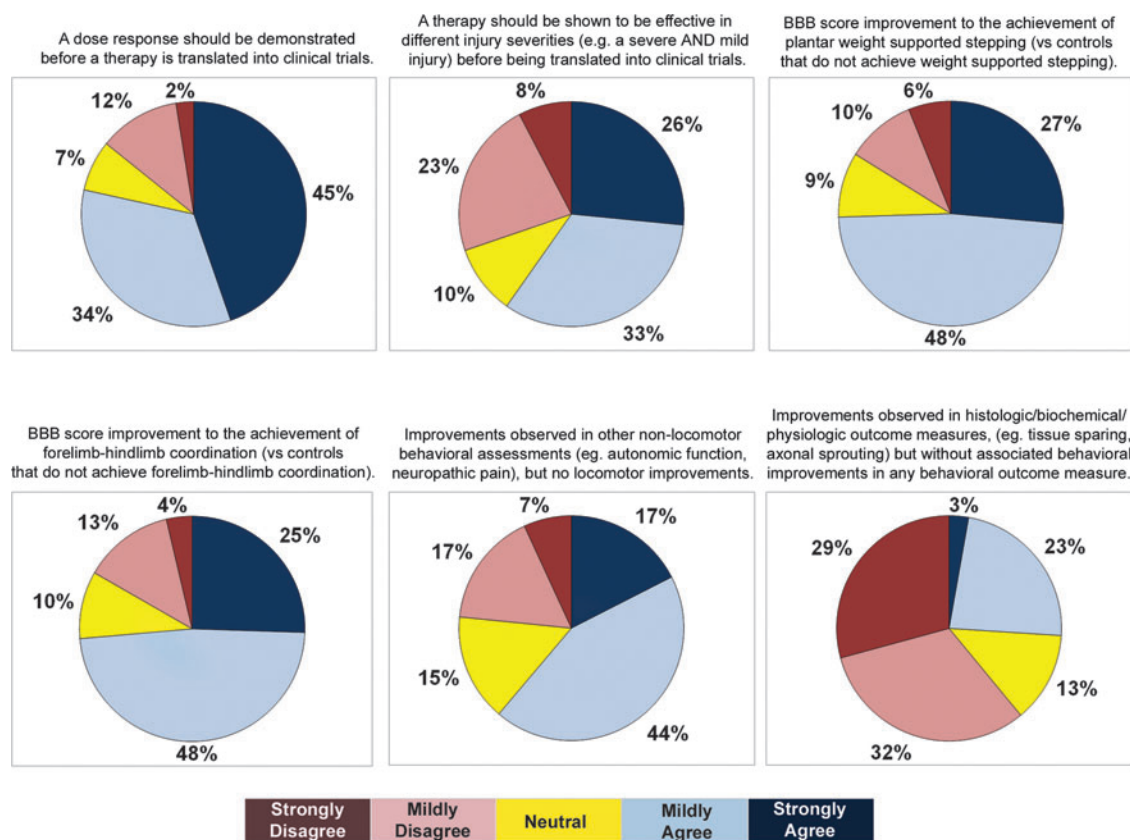 A dose response should be demonstrated
before a therapy is translated into clinical trials.
2%
12%
7%
45%
34%
A therapy should be shown to be effective in
different injury severities (e.g. a severe AND mild
injury) before being translated into clinical trials.
8%
26%
23%
10%
33%
BBB score improvement to the achievement of
plantar weight supported stepping (vs controls
that do not achieve weight supported stepping).
6%
10%
27%
9%
48%
BBB score improvement to the achievement of
forelimb-hindlimb coordination (vs controls
that do not achieve forelimb-hindlimb coordination).
4%
13%
25%
10%
48%
Improvements observed in other non-locomotor
behavioral assessments (eg. autonomic function,
neuropathic pain), but no locomotor improvements.
7%
17%
17%
15%
44%
Improvements observed in histologic/biochemical/
physiologic outcome measures, (eg. tissue sparing,
axonal sprouting) but without associated behavioral
improvements in any behavioral outcome measure.
3%
29%
23%
13%
32%
Strongly
Disagree
Mildly
Disagree
Neutral
Mildly
Agree
Strongly
Agree